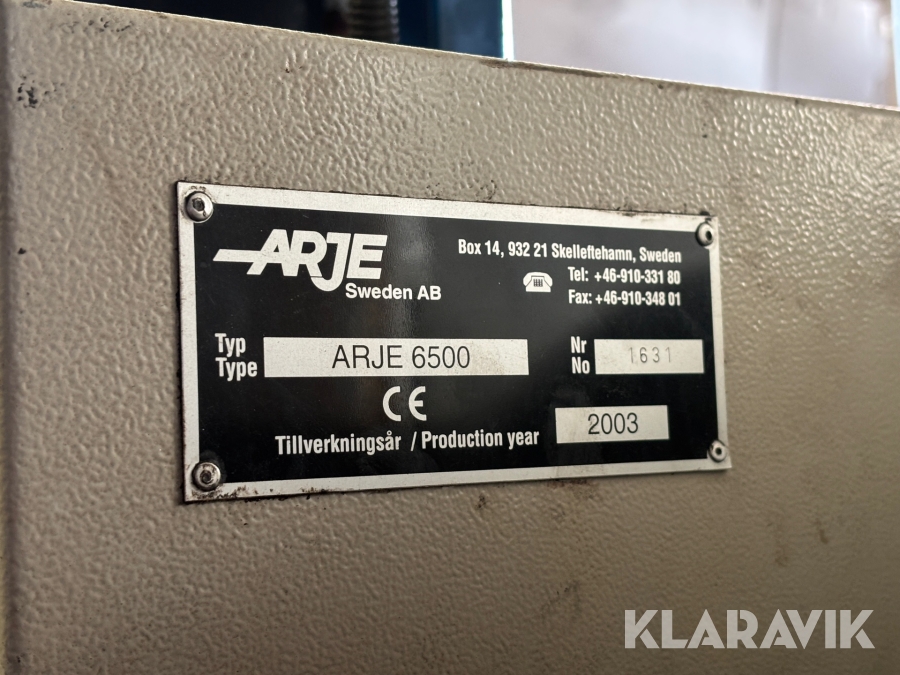 ARJE
Sweden AB
Box 14, 932 21 Skelleftehamn, Sweden
Tel: +46-910-331 80
Fax: +46-910-348 01
Typ
Type
ARJE 6500
Nr
No
1631
CE
Tillverkningsår / Production year
2003
KLARAVIK